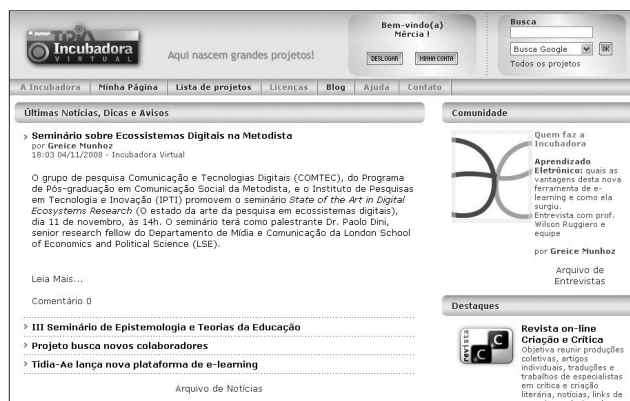 TIDIA
Incubadora
VIRTUAL
Aqui nascem grandes projetos!
Bem-vindo(a)
Mércia !
DESLOGAR
MINHA CONTA
Busca
Busca Google
OK
Todos os projetos
A Incubadora
Minha Página
Lista de projetos
Licenças
Blog
Ajuda
Contato
Últimas Notícias, Dicas e Avisos
Seminário sobre Ecossistemas Digitais na Metodista
por Greice Munhoz
18:03 04/11/2008 - Incubadora Virtual
O grupo de pesquisa Comunicação e Tecnologias Digitais (COMTEC), do Programa
de Pós-graduação em Comunicação Social da Metodista, e o Instituto de Pesquisas
em Tecnologia e Inovação (IPTI) promovem o seminário State of the Art in Digital
Ecosystems Research (O estado da arte da pesquisa em ecossistemas digitais),
dia 11 de novembro, às 14h. O seminário terá como palestrante Dr. Paolo Dini,
senior research fellow do Departamento de Mídia e Comunicação da London School
of Economics and Political Science (LSE).
Leia Mais...
Comentário 0
III Seminário de Epistemologia e Teorias da Educação
Projeto busca novos colaboradores
Tidia-Ae lança nova plataforma de e-learning
Arquivo de Notícias
Comunidade
Quem faz a
Incubadora
Aprendizado
Eletrônico: quais as
vantagens desta nova
ferramenta de e-
learning e como ela
surgiu.
Entrevista com prof.
Wilson Ruggiero e
equipe
por Greice Munhoz
Arquivo de
Entrevistas
Destaques
revista
C
C
Revista on-line
Criação e Crítica
Objetiva reunir produções
coletivas, artigos
individuais, traduções e
trabalhos de especialistas
em crítica e criação
literária, notícias, links de